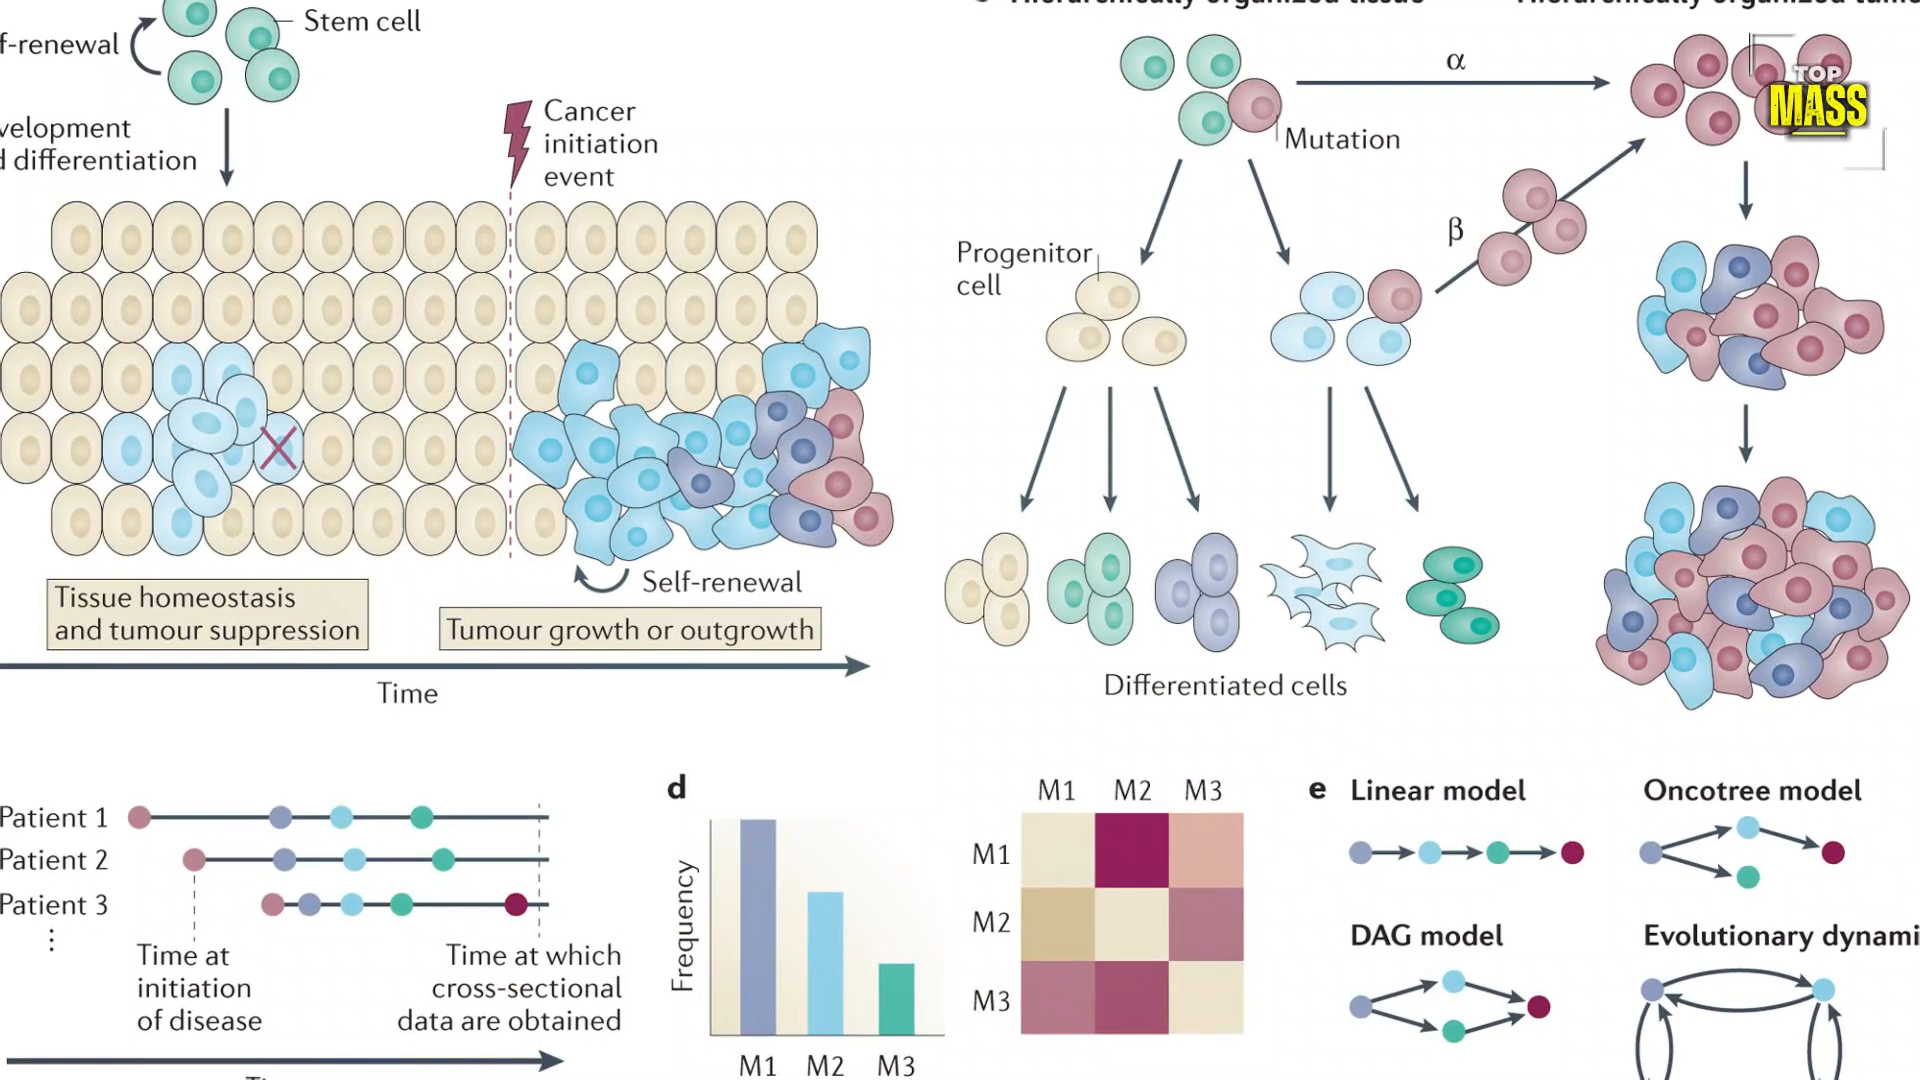 Hierarchically organized tissue
Stem cell
f-renewal
velopment
d differentiation
Cancer
initiation
event
α
TOP
MASS
Mutation
β
Progenitor
cell
Self-renewal
Tissue homeostasis
and tumour suppression
Tumour growth or outgrowth
Time
Differentiated cells
Patient 1
Patient 2
Patient 3
Time at
initiation
of disease
Time at which
cross-sectional
data are obtained
d
Frequency
M1 M2 M3
M1 M2 M3
M1
M2
M3
e
Linear model
Oncotree model
DAG model
Evolutionary dynami